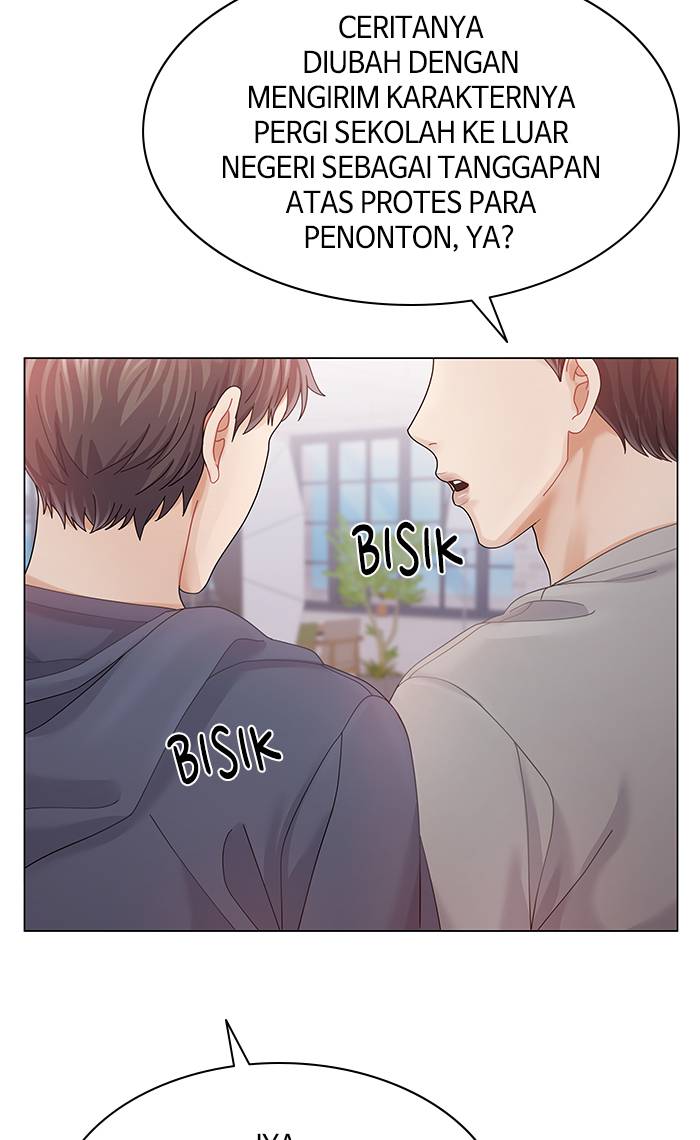 CERITANYA
DIUBAH DENGAN
MENGIRIM KARAKTERNYA
PERGI SEKOLAH KE LUAR
NEGERI SEBAGAI TANGGAPAN
ATAS PROTES PARA
PENONTON, YA?
BISIK
BISIK
IYA